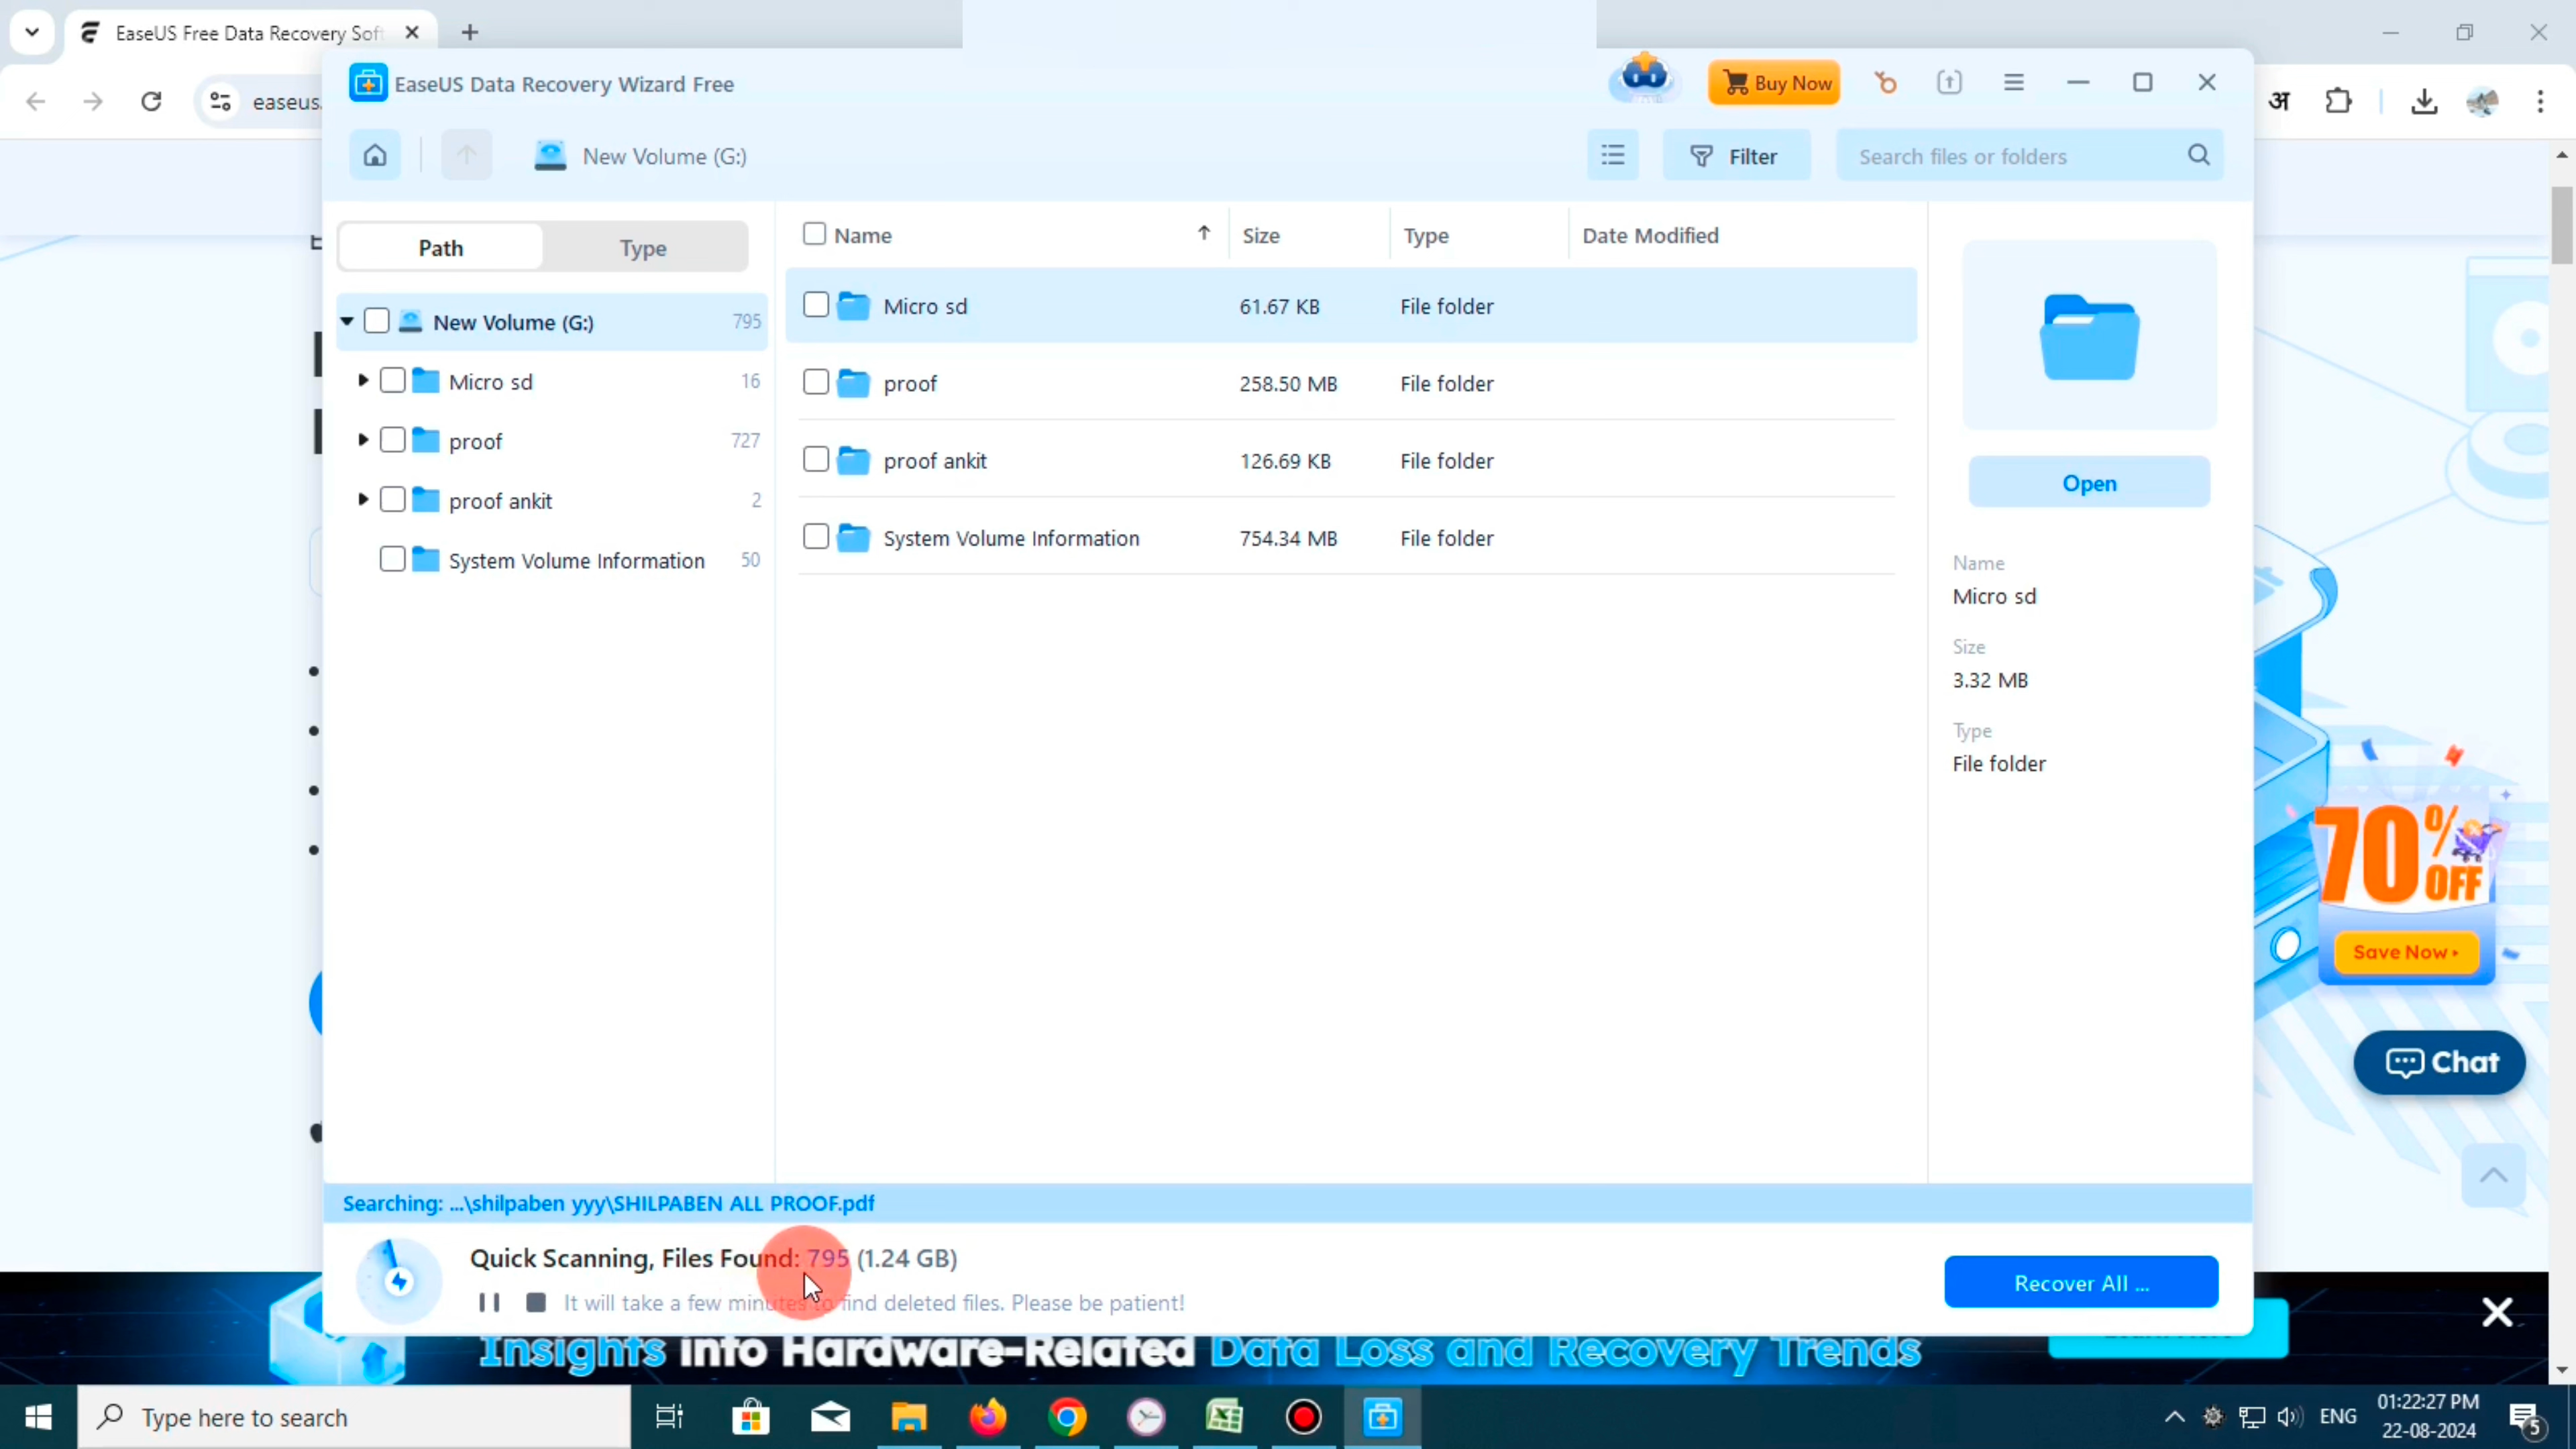 EaseUS Free Data Recovery Soft
easeus.
EaseUS Data Recovery Wizard Free
Buy Now
New Volume (G:)
Filter
Search files or folders
Path
Type
Name
Size
Type
Date Modified
New Volume (G:) 795
Micro sd 16
proof 727
proof ankit 2
System Volume Information 50
Micro sd 61.67 KB File folder
proof 258.50 MB File folder
proof ankit 126.69 KB File folder
System Volume Information 754.34 MB File folder
Open
Name
Micro sd
Size
3.32 MB
Type
File folder
70% OFF
Save Now
Chat
Searching: ...\shilpaben yyy\SHILPABEN ALL PROOF.pdf
Quick Scanning, Files Found: 795 (1.24 GB)
It will take a few minutes to find deleted files. Please be patient!
Recover All ...
Insights into Hardware-Related Data Loss and Recovery Trends
Type here to search
ENG
01:22:27 PM
22-08-2024
5